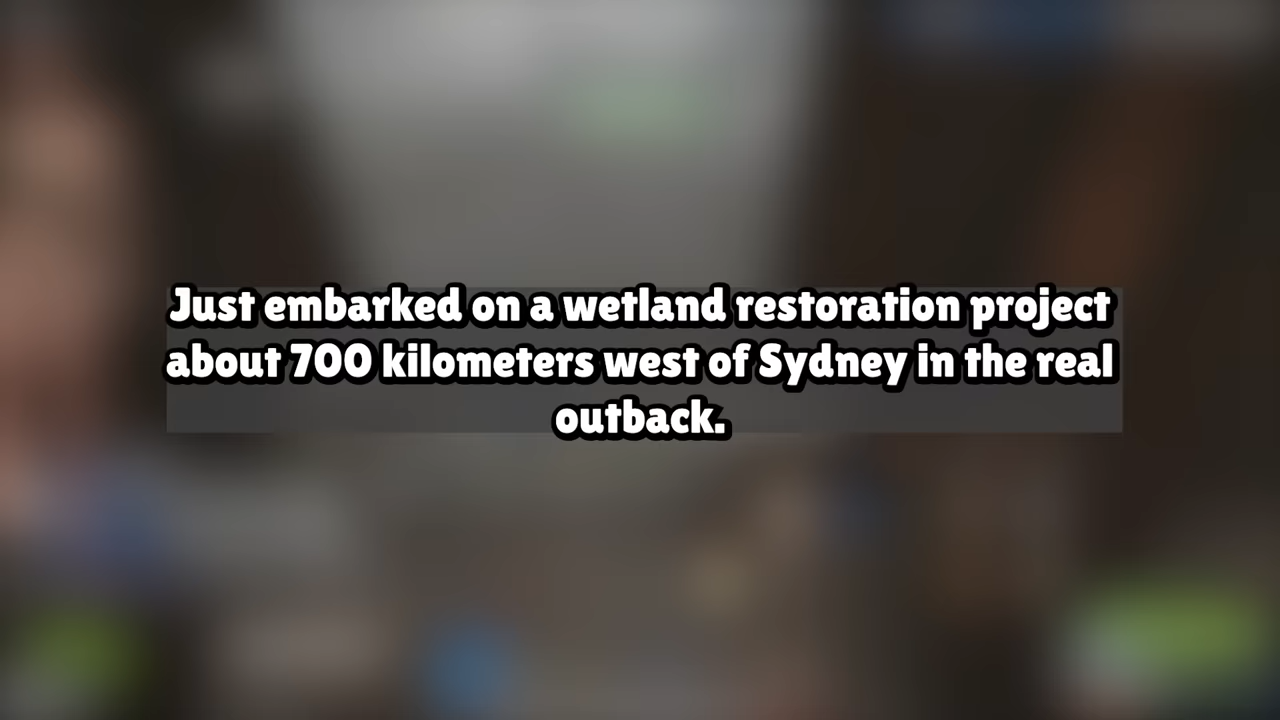 Just embarked on a wetland restoration project
about 700 kilometers west of Sydney in the real
outback.